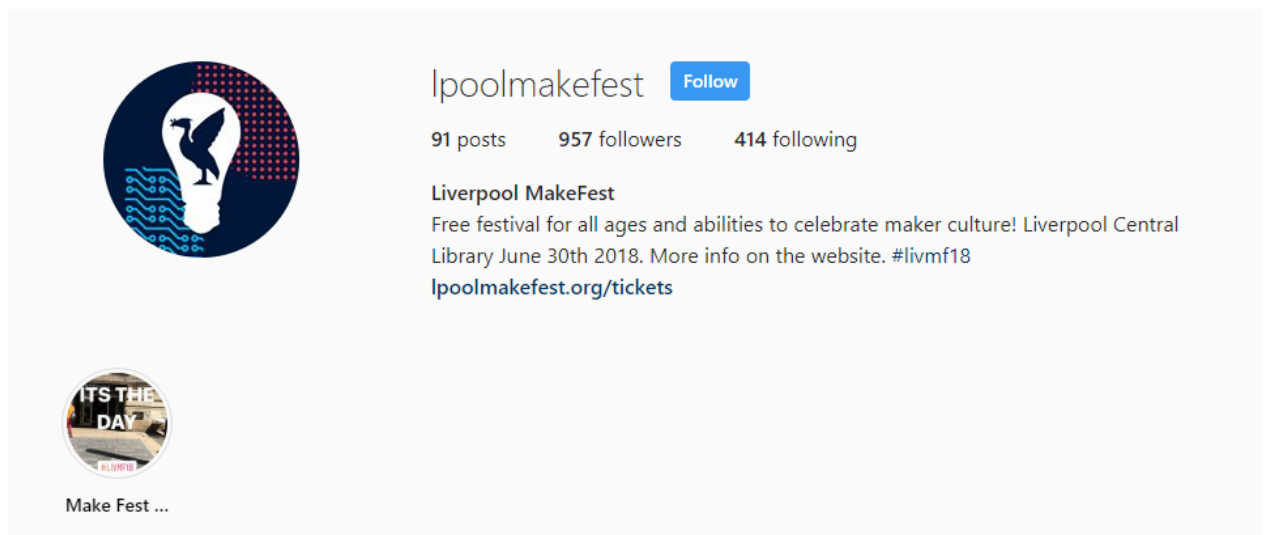 lpoolmakefest Follow
91 posts 957 followers 414 following
Liverpool MakeFest
Free festival for all ages and abilities to celebrate maker culture! Liverpool Central
Library June 30th 2018. More info on the website. #livmf18
lpoolmakefest.org/tickets
ITS THE
DAY
#LIVMF18
Make Fest ...